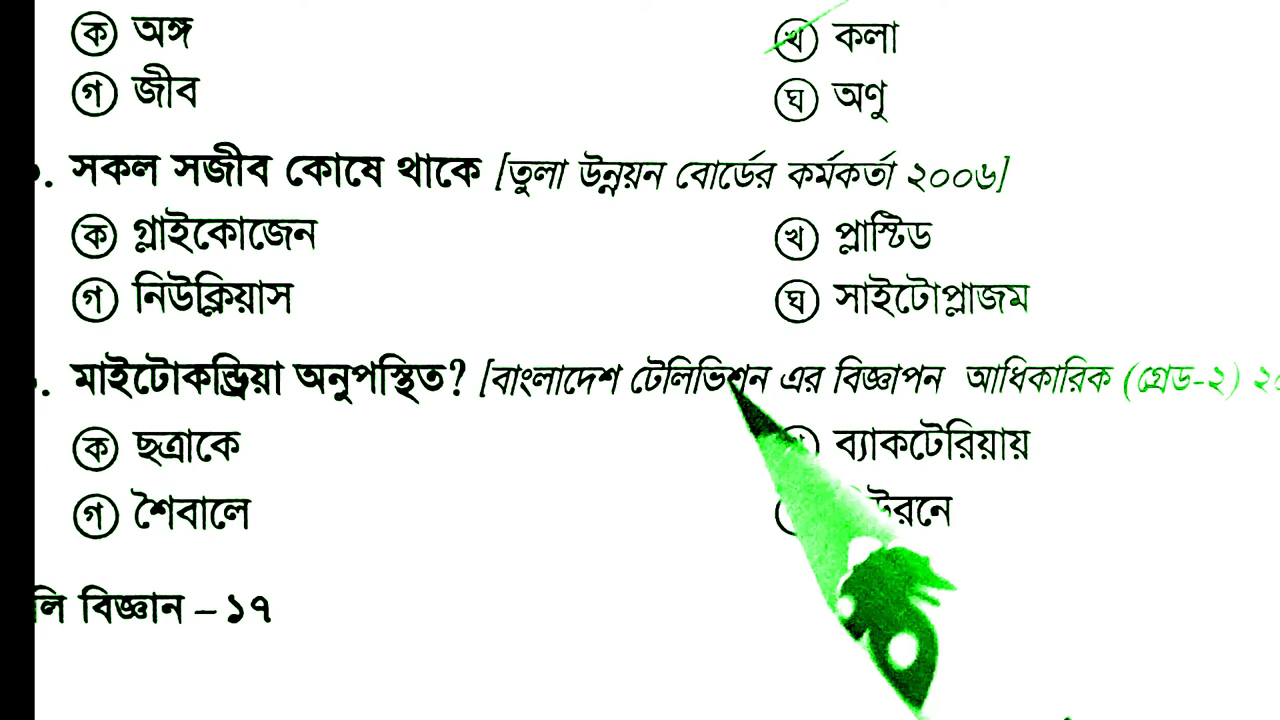 ক অঙ্গ খ কলা
গ জীব ঘ অণু
. সকল সজীব কোষে থাকে [তুলা উন্নয়ন বোর্ডের কর্মকর্তা ২০০৬]
ক গ্লাইকোজেন খ প্লাস্টিড
গ নিউক্লিয়াস ঘ সাইটোপ্লাজম
. মাইটোকন্ড্রিয়া অনুপস্থিত? [বাংলাদেশ টেলিভিশন এর বিজ্ঞাপন আধিকারিক (গ্রেড-২)
ক ছত্রাকে ব্যাকটেরিয়ায়
গ শৈবালে
বিজ্ঞান – ১৭